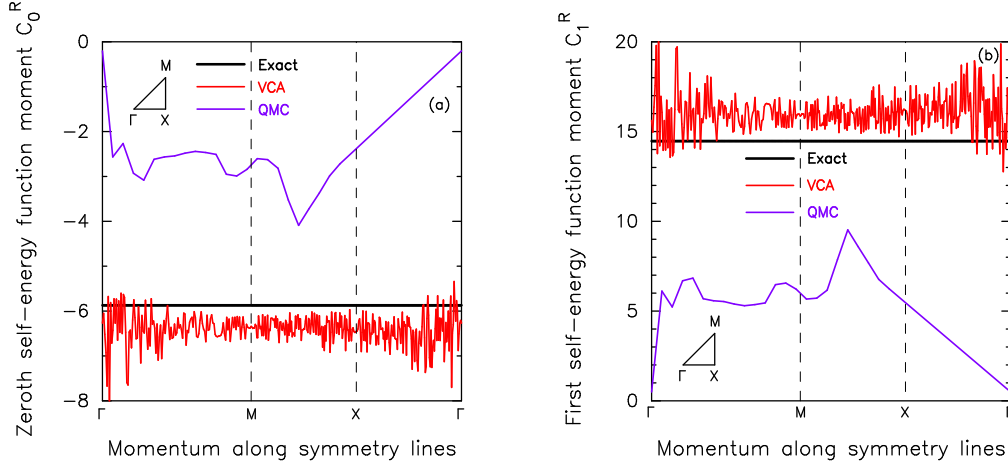 Zeroth self-energy function moment C₀ᴿ
0
−2
−4
−6
−8
M
Γ X
Exact
VCA
QMC
(a)
Γ M X Γ
Momentum along symmetry lines
First self-energy function moment C₁ᴿ
20
15
10
5
0
(b)
Exact
VCA
QMC
M
Γ X
Γ M X Γ
Momentum along symmetry lines